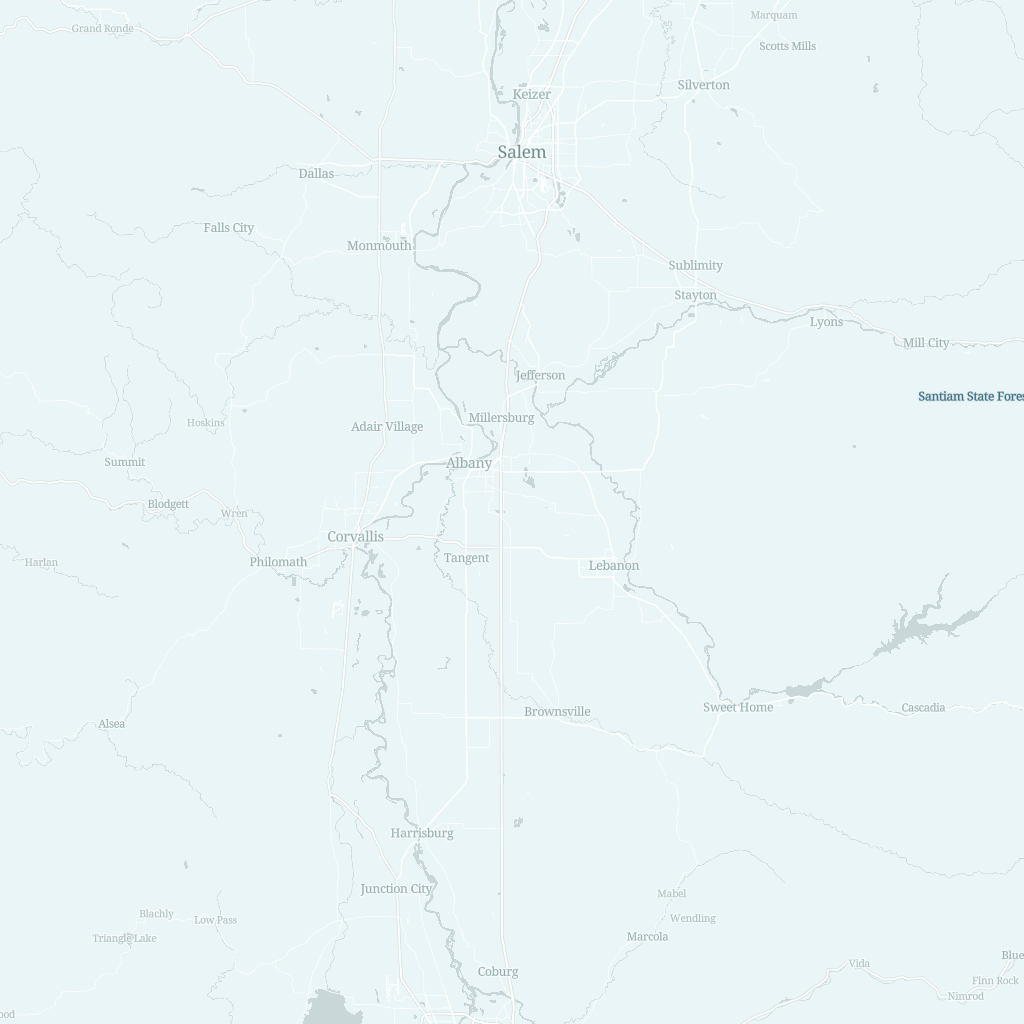 Marquam
Grand Ronde
Scotts Mills
Silverton
Keizer
Salem
Dallas
Falls City
Monmouth
Sublimity
Stayton
Lyons
Mill City
Jefferson
Santiam State Fores
Millersburg
Hoskins
Adair Village
Summit
Albany
Blodgett
Wren
Corvallis
Harlan
Philomath
Tangent
Lebanon
Sweet Home
Cascadia
Brownsville
Alsea
Harrisburg
Junction City
Mabel
Blachly
Low Pass
Wendling
Triangle Lake
Marcola
Blue
Vida
Coburg
Finn Rock
Nimrod
ood